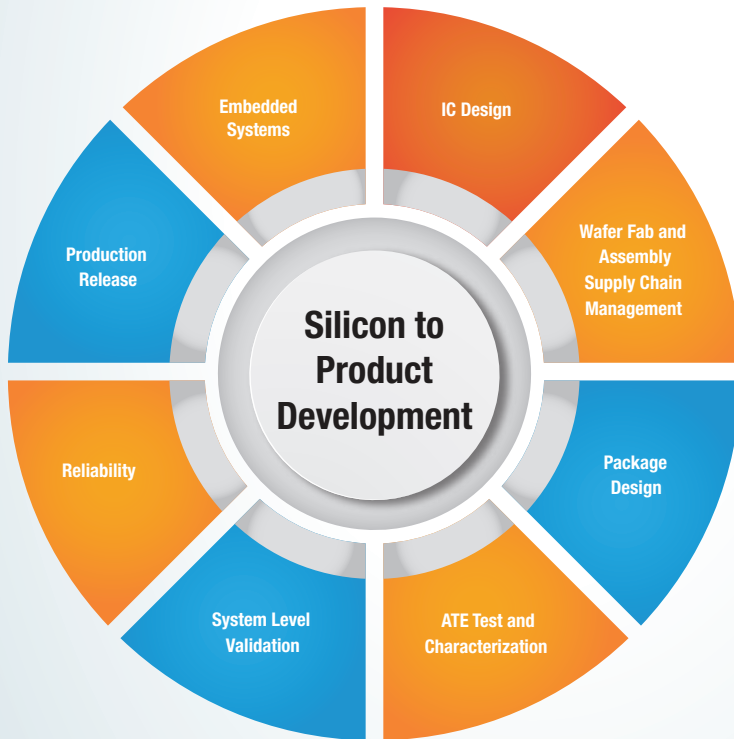 Silicon to
Product
Development
IC Design
Wafer Fab and
Assembly
Supply Chain
Management
Package
Design
ATE Test and
Characterization
System Level
Validation
Reliability
Production
Release
Embedded
Systems